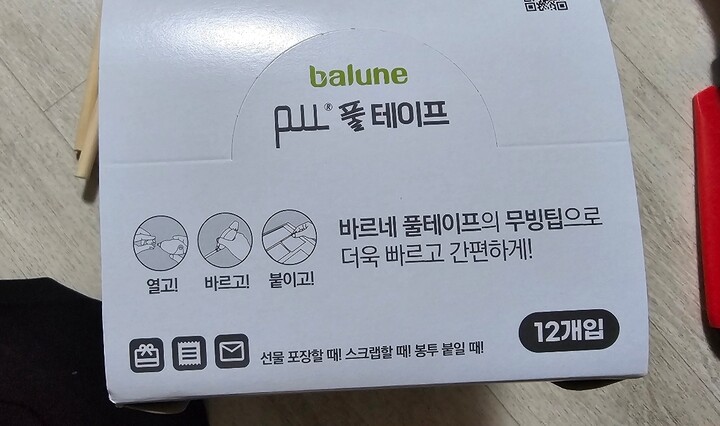 balune
풀테이프
바르네 풀테이프의 무빙팁으로
더욱 빠르고 간편하게!
열고! 바르고! 붙이고!
12개입
선물 포장할 때! 스크랩할 때! 봉투 붙일 때!